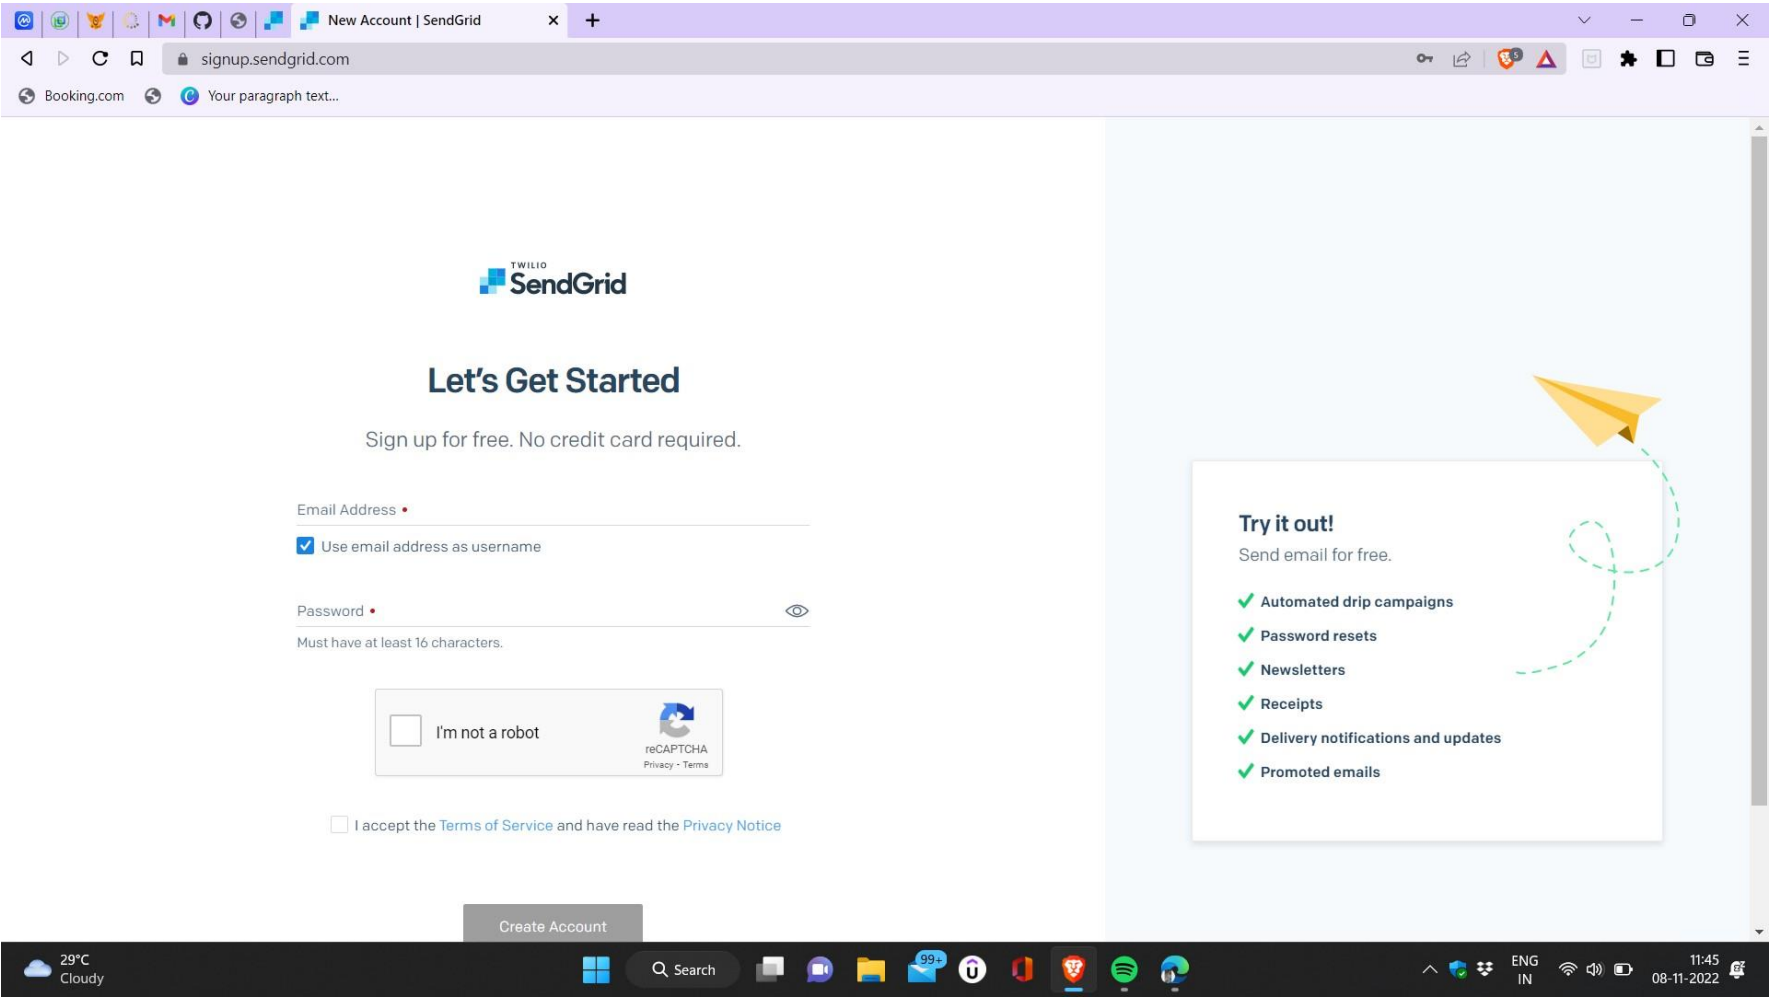 New Account | SendGrid
signup.sendgrid.com
5
Booking.com
Your paragraph text...
TWILIO
SendGrid
Let's Get Started
Sign up for free. No credit card required.
Email Address •
Use email address as username
Password •
Must have at least 16 characters.
I'm not a robot
reCAPTCHA
Privacy - Terms
I accept the Terms of Service and have read the Privacy Notice
Create Account
Try it out!
Send email for free.
Automated drip campaigns
Password resets
Newsletters
Receipts
Delivery notifications and updates
Promoted emails
29°C
Cloudy
Search
99+
ENG
IN
11:45
08-11-2022